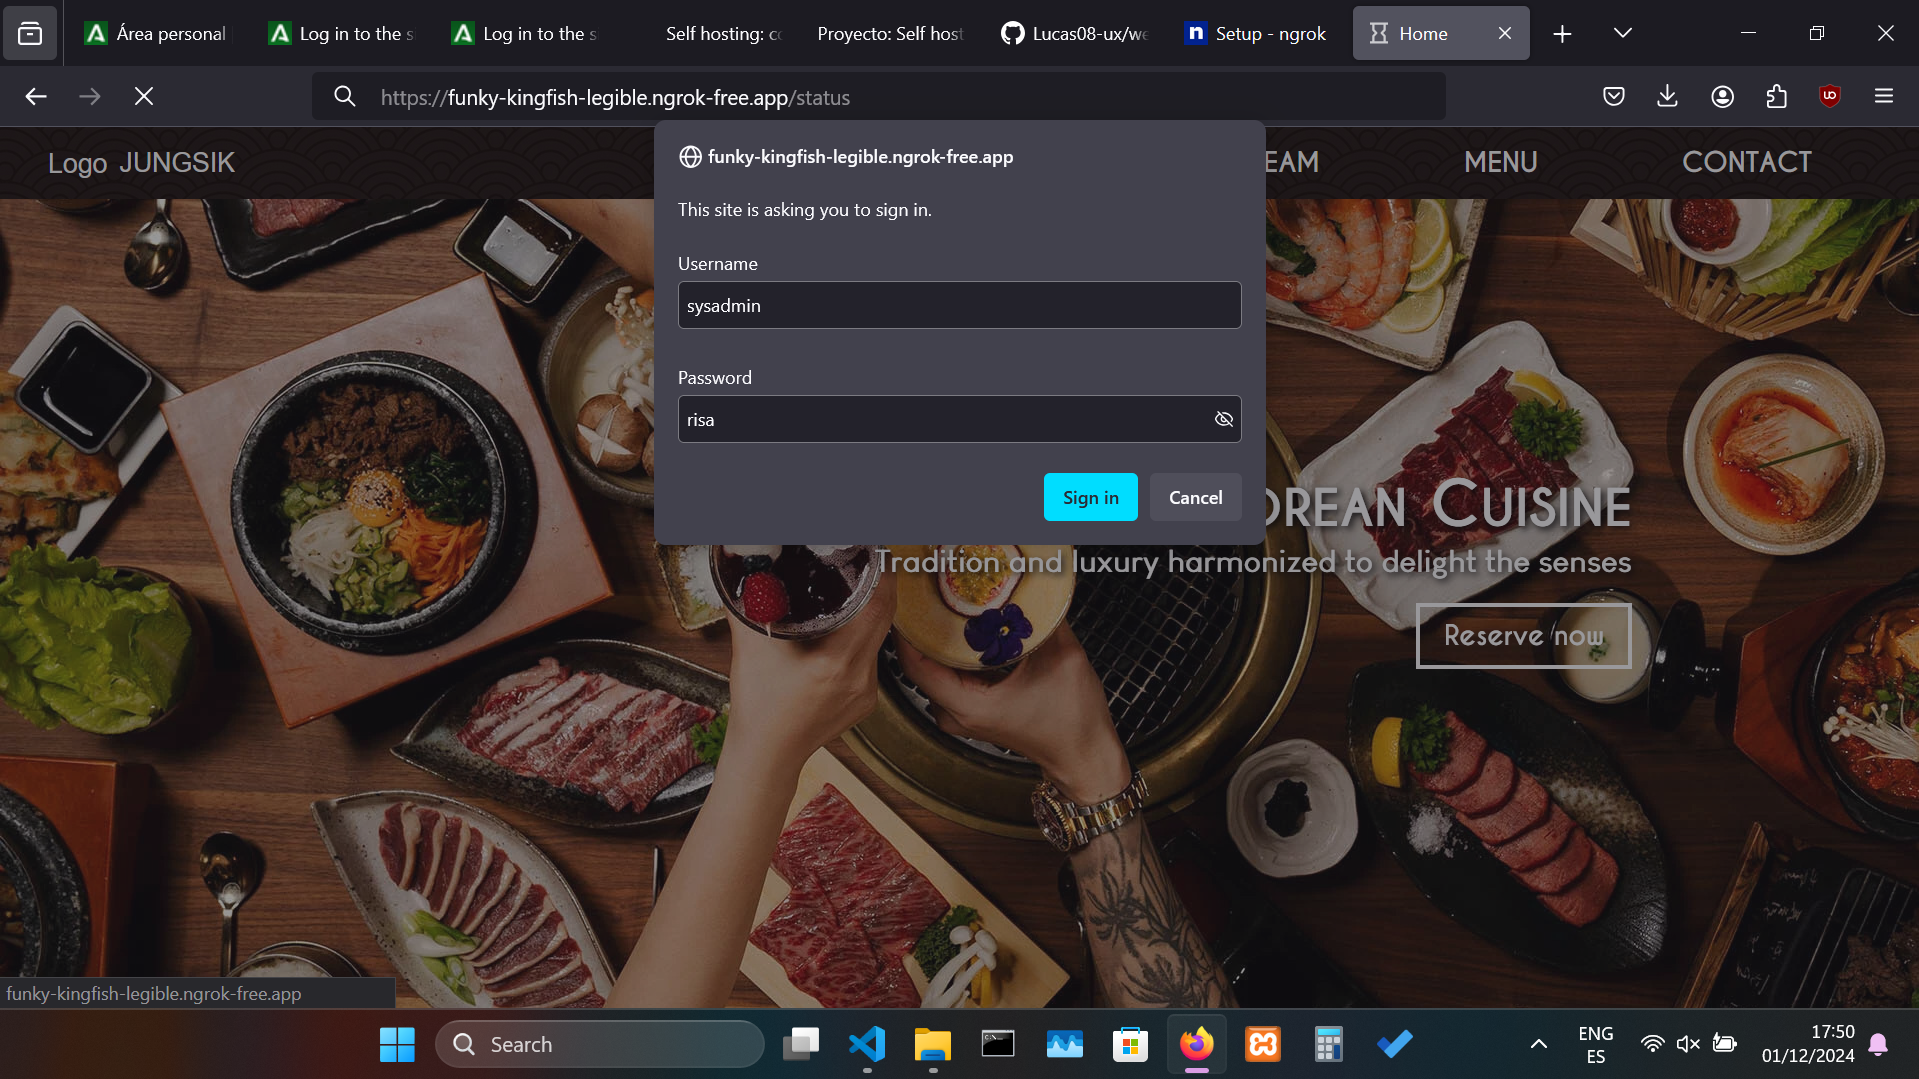 Área personal
Log in to the s
Log in to the s
Self hosting: c
Proyecto: Self host
Lucas08-ux/we
n
Setup - ngrok
Home
https://funky-kingfish-legible.ngrok-free.app/status
Logo JUNGSIK
EAM
MENU
CONTACT
funky-kingfish-legible.ngrok-free.app
This site is asking you to sign in.
Username
sysadmin
Password
risa
Sign in
Cancel
OREAN CUISINE
Tradition and luxury harmonized to delight the senses
Reserve now
funky-kingfish-legible.ngrok-free.app
Search
ENG
ES
17:50
01/12/2024